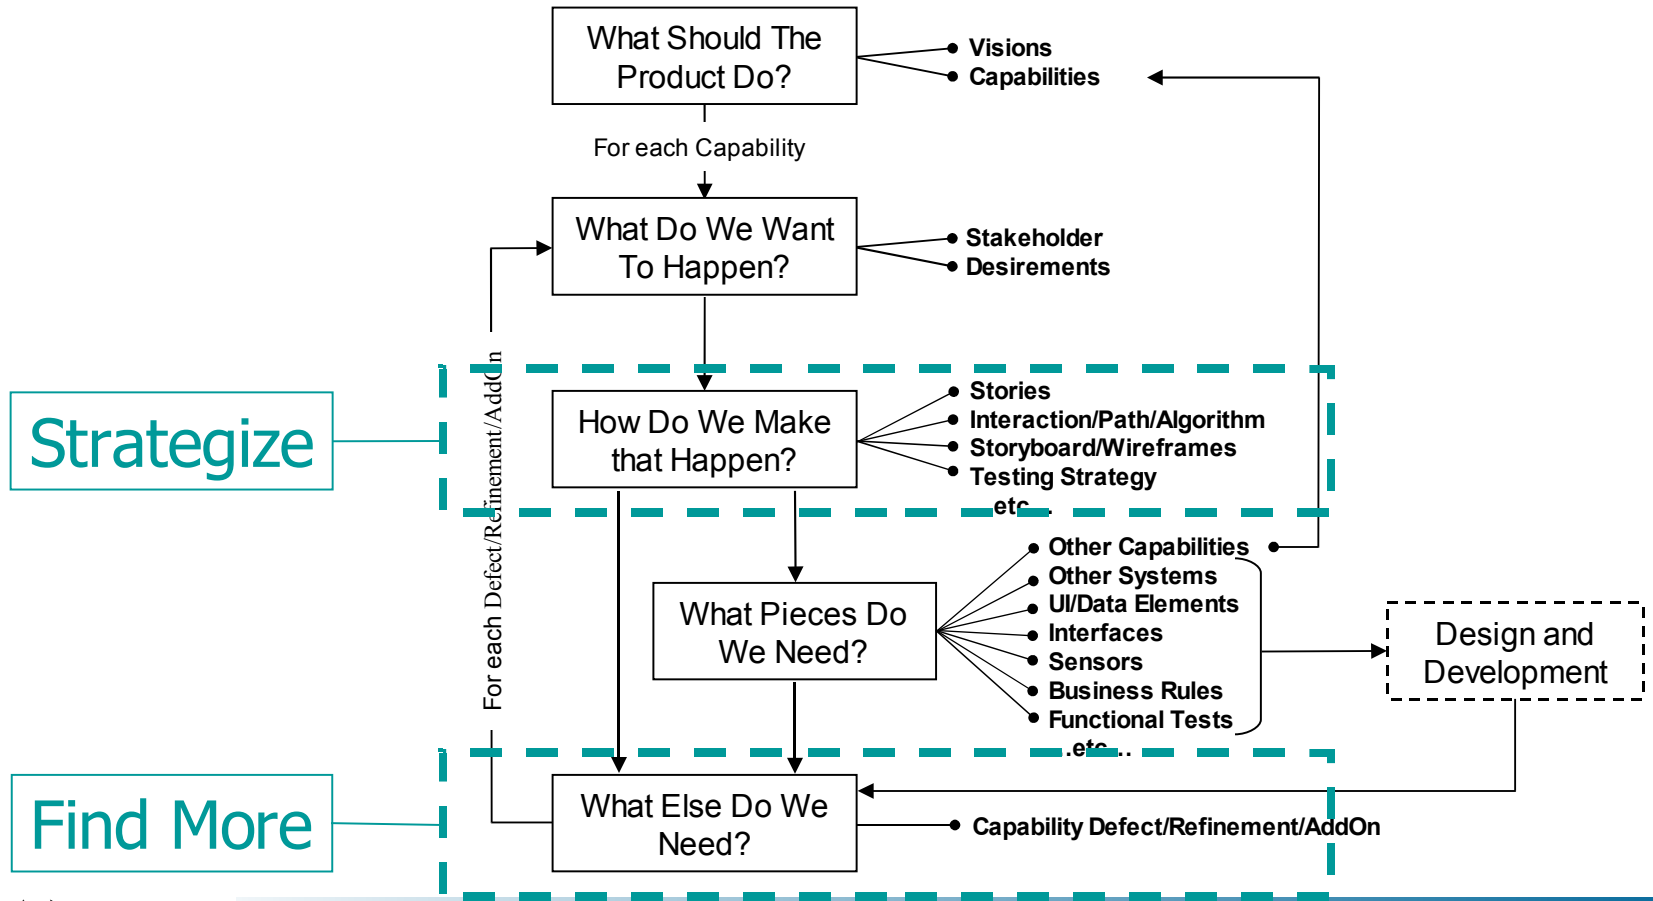 What Should The
Product Do?
Visions
Capabilities
For each Capability
What Do We Want
To Happen?
Stakeholder
Desirements
For each Defect/Refinement/AddOn
Strategize
How Do We Make
that Happen?
Stories
Interaction/Path/Algorithm
Storyboard/Wireframes
Testing Strategy
etc…
What Pieces Do
We Need?
Other Capabilities
Other Systems
UI/Data Elements
Interfaces
Sensors
Business Rules
Functional Tests
…etc…
Design and
Development
Find More
What Else Do We
Need?
Capability Defect/Refinement/AddOn